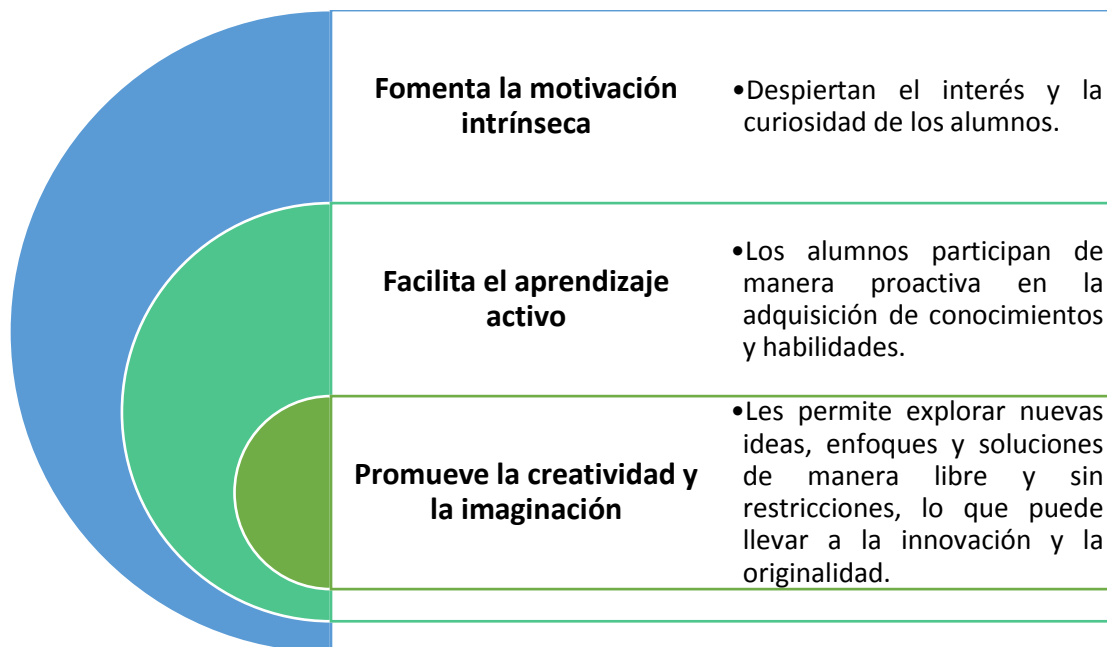 Fomenta la motivación
intrínseca
•Despiertan el interés y la
curiosidad de los alumnos.
Facilita el aprendizaje
activo
•Los alumnos participan de
manera proactiva en la
adquisición de conocimientos
y habilidades.
Promueve la creatividad y
la imaginación
•Les permite explorar nuevas
ideas, enfoques y soluciones
de manera libre y sin
restricciones, lo que puede
llevar a la innovación y la
originalidad.